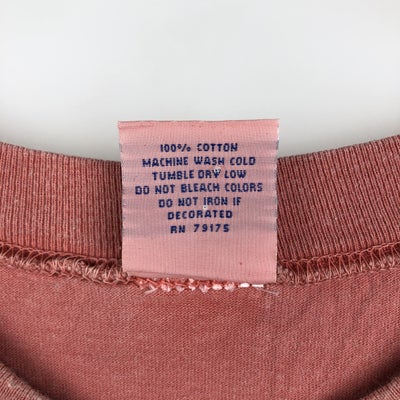 100% COTTON
MACHINE WASH COLD
TUMBLE DRY LOW
DO NOT BLEACH COLORS
DO NOT IRON IF
DECORATED
RN 79175